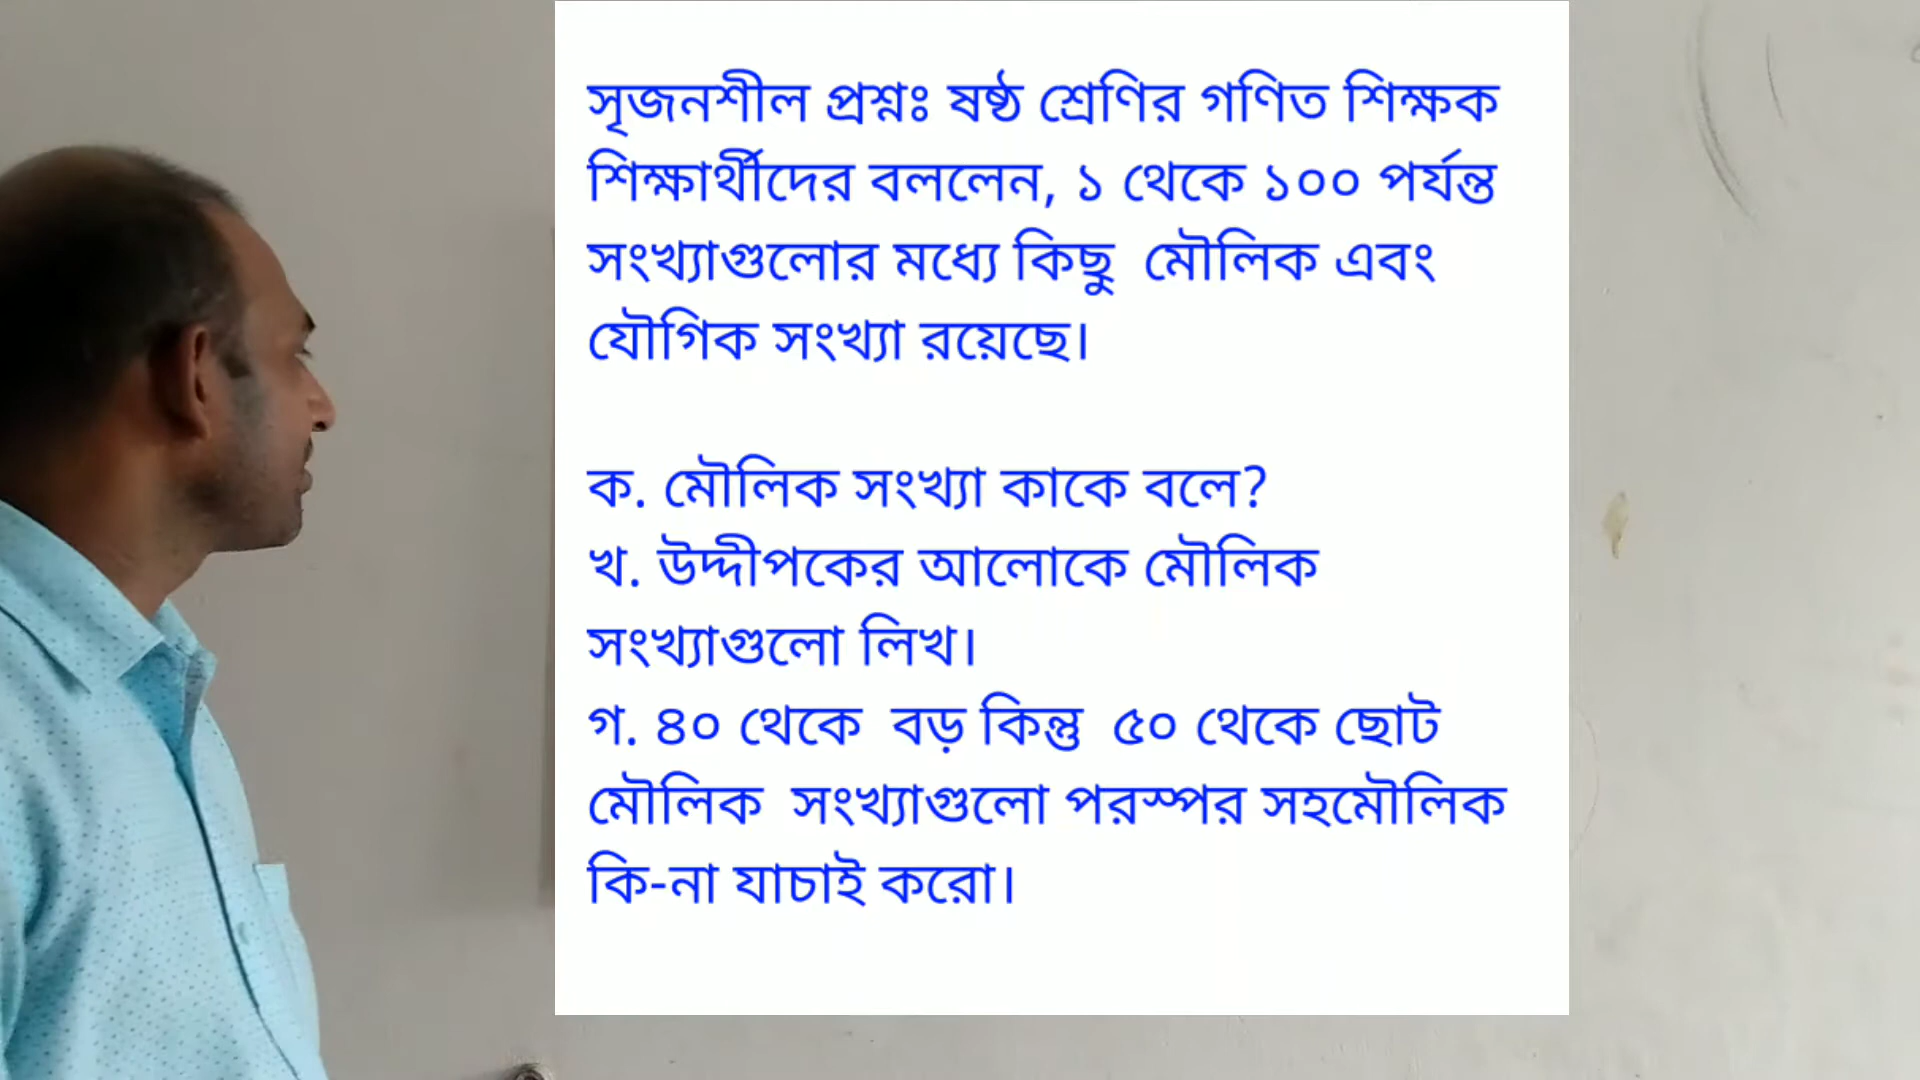 সৃজনশীল প্রশ্নঃ ষষ্ঠ শ্রেণির গণিত শিক্ষক
শিক্ষার্থীদের বললেন, ১ থেকে ১০০ পর্যন্ত
সংখ্যাগুলোর মধ্যে কিছু মৌলিক এবং
যৌগিক সংখ্যা রয়েছে।
ক. মৌলিক সংখ্যা কাকে বলে?
খ. উদ্দীপকের আলোকে মৌলিক
সংখ্যাগুলো লিখ।
গ. ৪০ থেকে বড় কিন্তু ৫০ থেকে ছোট
মৌলিক সংখ্যাগুলো পরস্পর সহমৌলিক
কি-না যাচাই করো।